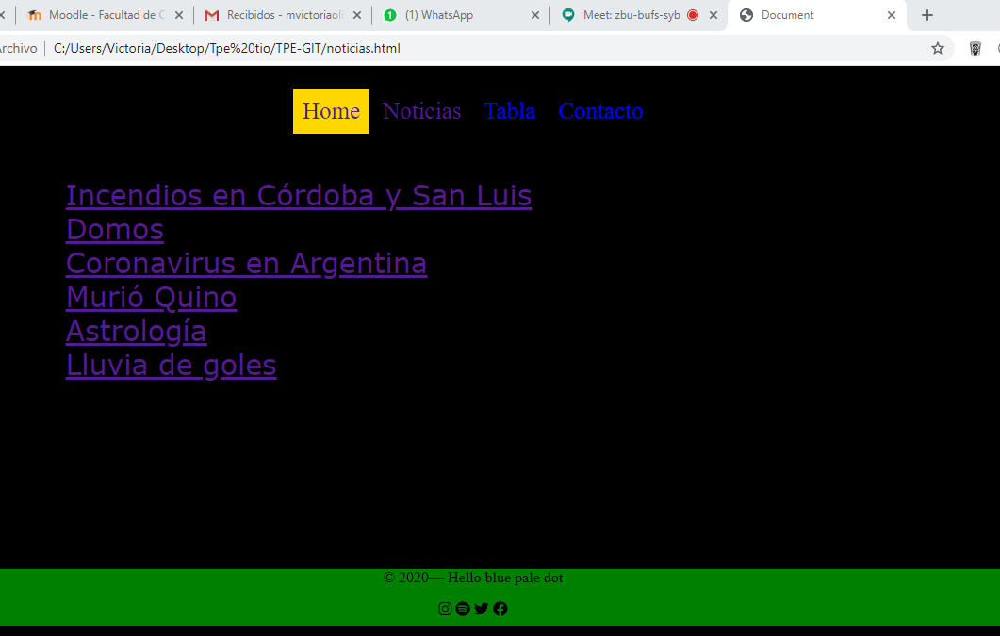 Moodle - Facultad de C
Recibidos - mvictoriaol
(1) WhatsApp
Meet: zbu-bufs-syb
Document
Archivo
C:/Users/Victoria/Desktop/Tpe%20tio/TPE-GIT/noticias.html
Home Noticias Tabla Contacto
Incendios en Córdoba y San Luis
Domos
Coronavirus en Argentina
Murió Quino
Astrología
Lluvia de goles
© 2020— Hello blue pale dot